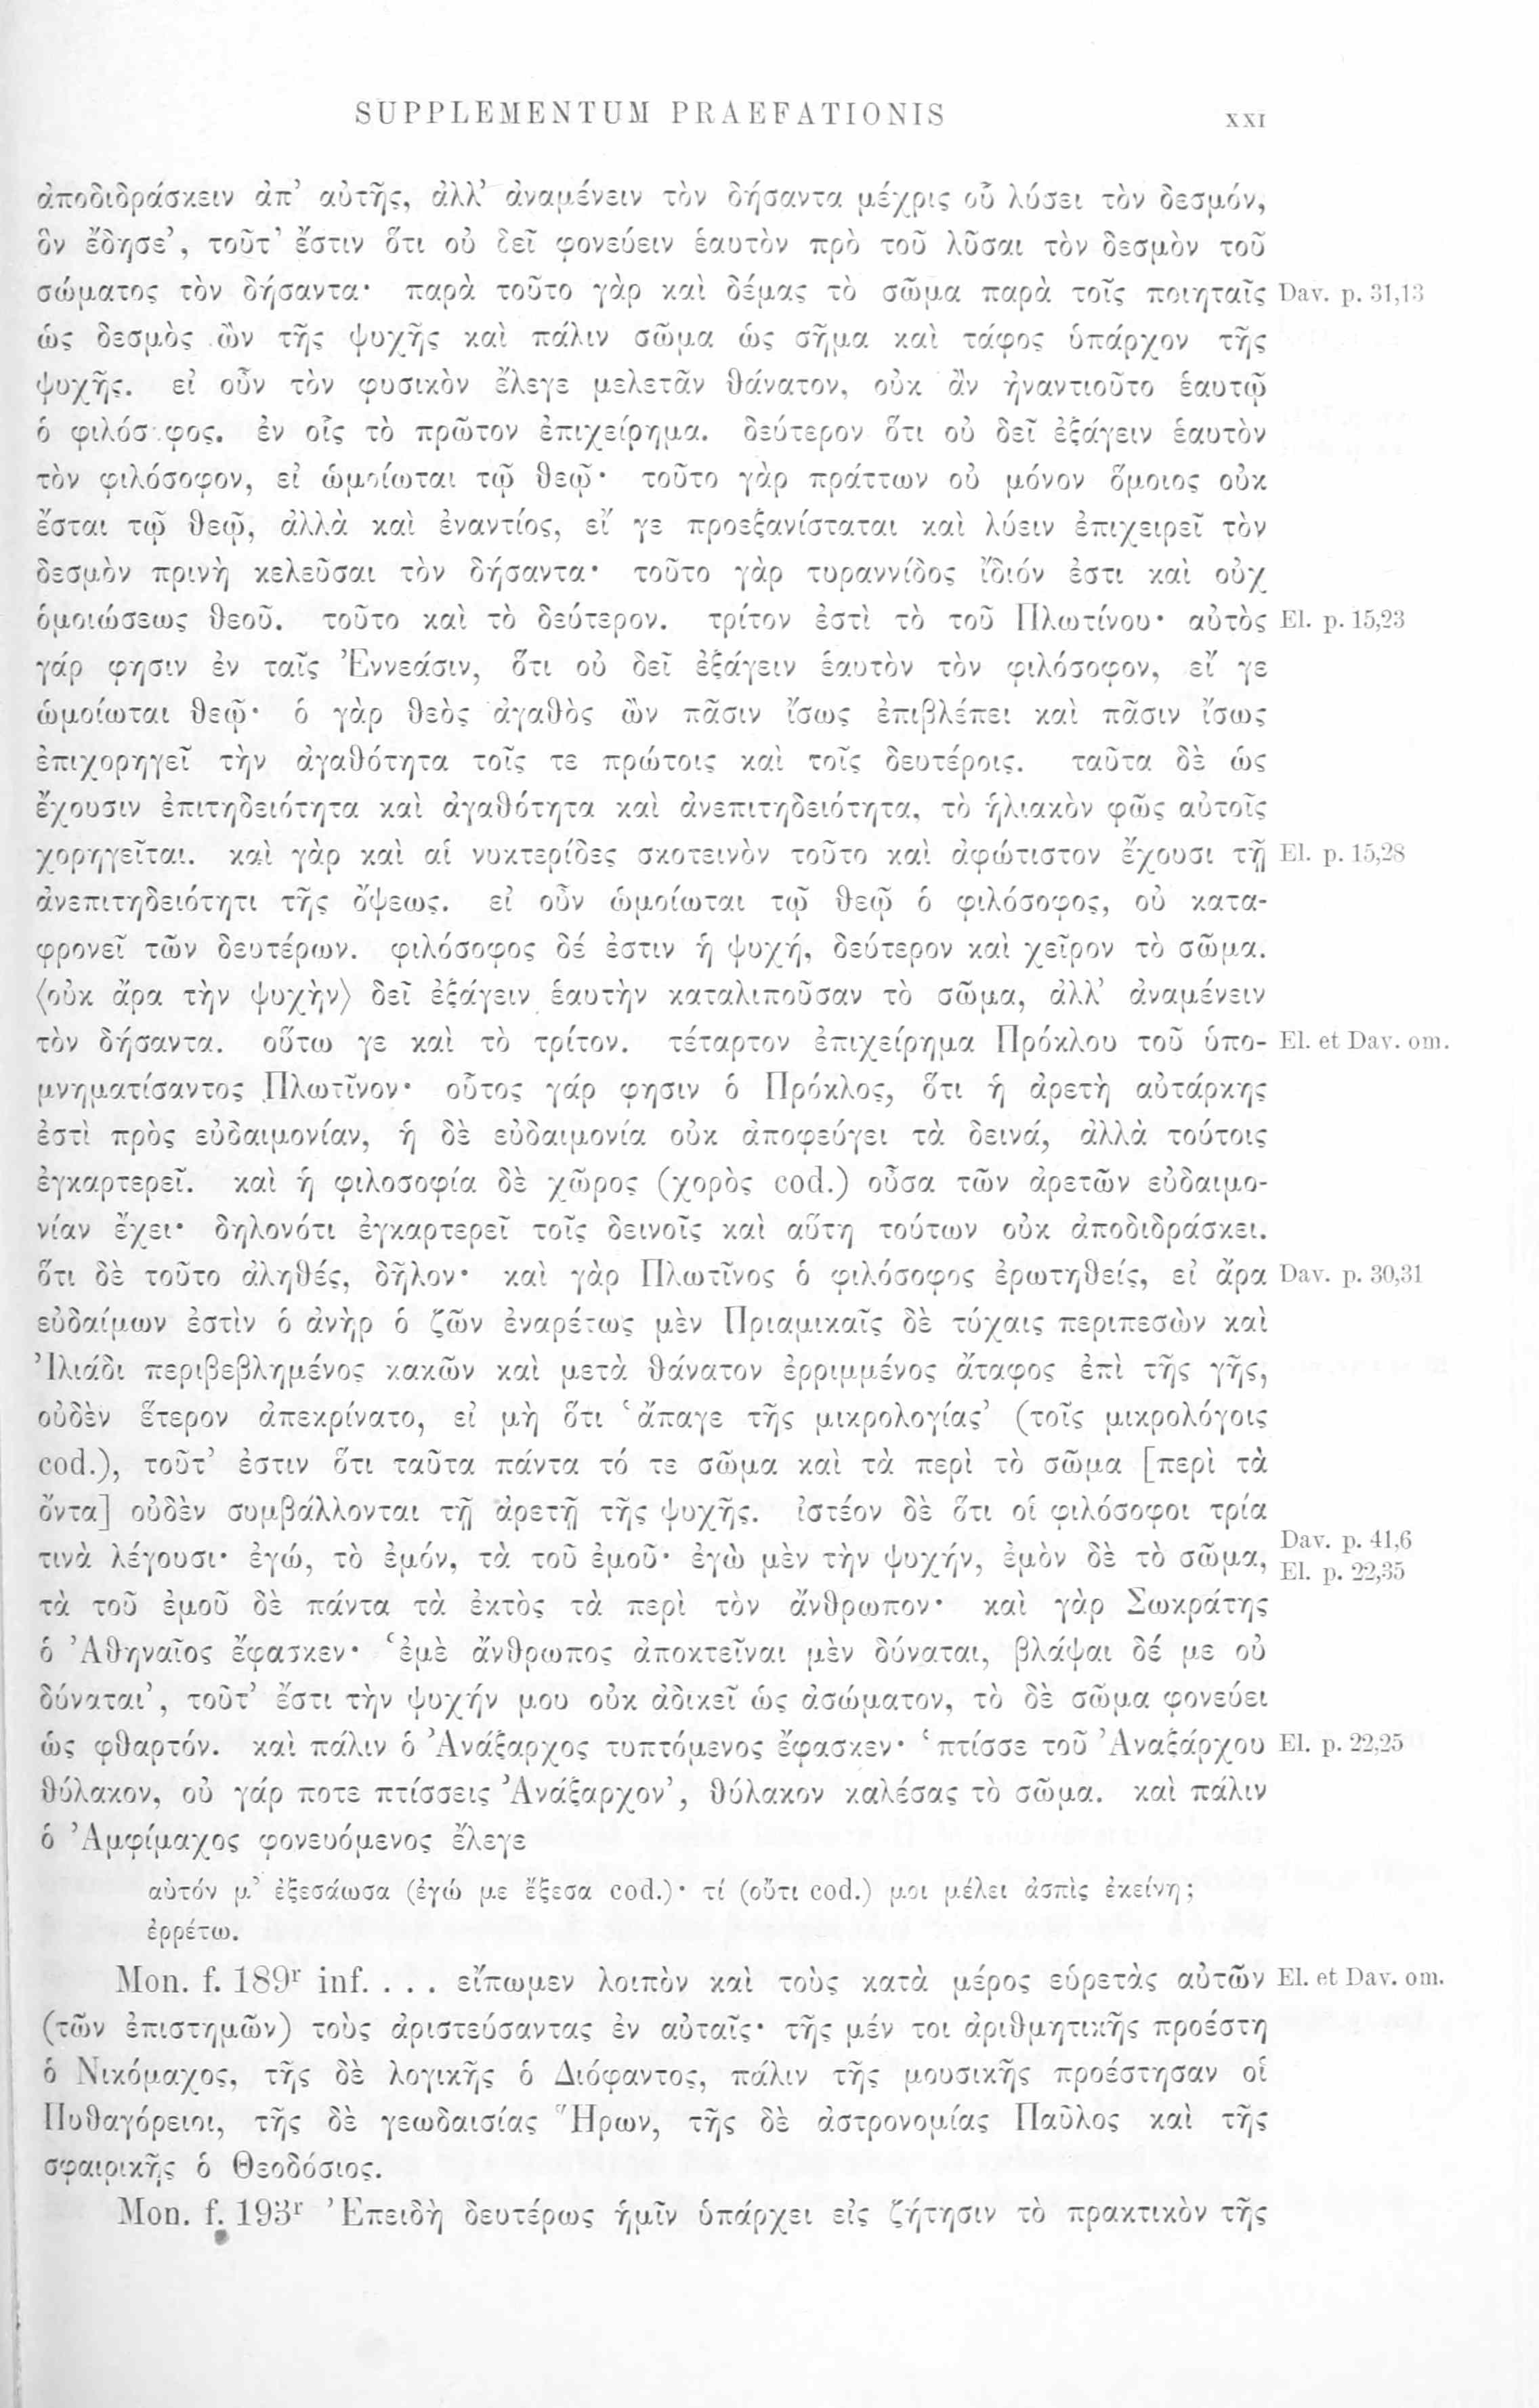 SUPPLEMENTUM PRAEFATIONIS XXI
ἀποδιδράσκειν ἀπ’ αὐτῆς, ἀλλ’ ἀναμένειν τὸν δήσαντα μέχρις οὗ λύσει τὸν δεσμόν,
ὃν ἔδησε’, τοῦτ’ ἔστιν ὅτι οὐ δεῖ φονεύειν ἑαυτὸν πρὸ τοῦ λῦσαι τὸν δεσμὸν τοῦ
σώματος τὸν δήσαντα· παρὰ τοῦτο γὰρ καὶ δέμας τὸ σῶμα παρὰ τοῖς ποιηταῖς Dav. p. 31,13
ὡς δεσμὸς ὢν τῆς ψυχῆς καὶ πάλιν σῶμα ὡς σῆμα καὶ τάφος ὑπάρχον τῆς
ψυχῆς. εἰ οὖν τὸν φυσικὸν ἔλεγε μελετᾶν θάνατον, οὐκ ἂν ἠναντιοῦτο ἑαυτῷ
ὁ φιλόσοφος. ἐν οἷς τὸ πρῶτον ἐπιχείρημα. δεύτερον ὅτι οὐ δεῖ ἐξάγειν ἑαυτὸν
τὸν φιλόσοφον, εἰ ὡμοίωται τῷ θεῷ· τοῦτο γὰρ πράττων οὐ μόνον ὅμοιος οὐκ
ἔσται τῷ θεῷ, ἀλλὰ καὶ ἐναντίος, εἴ γε προεξανίσταται καὶ λύειν ἐπιχειρεῖ τὸν
δεσμὸν πρινὴ κελεῦσαι τὸν δήσαντα· τοῦτο γὰρ τυραννίδος ἴδιόν ἐστι καὶ οὐχ
ὁμοιώσεως θεοῦ. τοῦτο καὶ τὸ δεύτερον. τρίτον ἐστὶ τὸ τοῦ Πλωτίνου· αὐτὸς El. p. 15,23
γάρ φησιν ἐν ταῖς Ἐννεάσιν, ὅτι οὐ δεῖ ἐξάγειν ἑαυτὸν τὸν φιλόσοφον, εἴ γε
ὡμοίωται θεῷ· ὁ γὰρ θεὸς ἀγαθὸς ὢν πᾶσιν ἴσως ἐπιβλέπει καὶ πᾶσιν ἴσως
ἐπιχορηγεῖ τὴν ἀγαθότητα τοῖς τε πρώτοις καὶ τοῖς δευτέροις. ταῦτα δὲ ὡς
ἔχουσιν ἐπιτηδειότητα καὶ ἀγαθότητα καὶ ἀνεπιτηδειότητα, τὸ ἡλιακὸν φῶς αὐτοῖς
χορηγεῖται. καὶ γὰρ καὶ αἱ νυκτερίδες σκοτεινὸν τοῦτο καὶ ἀφώτιστον ἔχουσι τῇ El. p. 15,28
ἀνεπιτηδειότητι τῆς ὄψεως. εἰ οὖν ὡμοίωται τῷ θεῷ ὁ φιλόσοφος, οὐ κατα-
φρονεῖ τῶν δευτέρων. φιλόσοφος δέ ἐστιν ἡ ψυχή, δεύτερον καὶ χεῖρον τὸ σῶμα.
⟨οὐκ ἄρα τὴν ψυχὴν⟩ δεῖ ἐξάγειν ἑαυτὴν καταλιποῦσαν τὸ σῶμα, ἀλλ’ ἀναμένειν
τὸν δήσαντα. οὕτω γε καὶ τὸ τρίτον. τέταρτον ἐπιχείρημα Πρόκλου τοῦ ὑπο- El. et Dav. om.
μνηματίσαντος Πλωτῖνον· οὗτος γάρ φησιν ὁ Πρόκλος, ὅτι ἡ ἀρετὴ αὐτάρκης
ἐστὶ πρὸς εὐδαιμονίαν, ἡ δὲ εὐδαιμονία οὐκ ἀποφεύγει τὰ δεινά, ἀλλὰ τούτοις
ἐγκαρτερεῖ. καὶ ἡ φιλοσοφία δὲ χῶρος (χορὸς cod.) οὖσα τῶν ἀρετῶν εὐδαιμο-
νίαν ἔχει· δηλονότι ἐγκαρτερεῖ τοῖς δεινοῖς καὶ αὕτη τούτων οὐκ ἀποδιδράσκει.
ὅτι δὲ τοῦτο ἀληθές, δῆλον· καὶ γὰρ Πλωτῖνος ὁ φιλόσοφος ἐρωτηθείς, εἰ ἄρα Dav. p. 30,31
εὐδαίμων ἐστὶν ὁ ἀνὴρ ὁ ζῶν ἐναρέτως μὲν Πριαμικαῖς δὲ τύχαις περιπεσὼν καὶ
Ἰλιάδι περιβεβλημένος κακῶν καὶ μετὰ θάνατον ἐρριμμένος ἄταφος ἐπὶ τῆς γῆς,
οὐδὲν ἕτερον ἀπεκρίνατο, εἰ μὴ ὅτι ‘ἄπαγε τῆς μικρολογίας’ (τοῖς μικρολόγοις
cod.), τοῦτ’ ἐστιν ὅτι ταῦτα πάντα τό τε σῶμα καὶ τὰ περὶ τὸ σῶμα [περὶ τὰ
ὄντα] οὐδὲν συμβάλλονται τῇ ἀρετῇ τῆς ψυχῆς. ἰστέον δὲ ὅτι οἱ φιλόσοφοι τρία
τινὰ λέγουσι· ἐγώ, τὸ ἐμόν, τὰ τοῦ ἐμοῦ· ἐγὼ μὲν τὴν ψυχήν, ἐμὸν δὲ τὸ σῶμα, Dav. p. 41,6
El. p. 22,35
τὰ τοῦ ἐμοῦ δὲ πάντα τὰ ἐκτὸς τὰ περὶ τὸν ἄνθρωπον· καὶ γὰρ Σωκράτης
ὁ Ἀθηναῖος ἔφασκεν· ‘ἐμὲ ἄνθρωπος ἀποκτεῖναι μὲν δύναται, βλάψαι δέ με οὐ
δύναται’, τοῦτ’ ἔστι τὴν ψυχήν μου οὐκ ἀδικεῖ ὡς ἀσώματον, τὸ δὲ σῶμα φονεύει
ὡς φθαρτόν. καὶ πάλιν ὁ Ἀνάξαρχος τυπτόμενος ἔφασκεν· ‘πτίσσε τοῦ Ἀναξάρχου El. p. 22,25
θύλακον, οὐ γάρ ποτε πτίσσεις Ἀνάξαρχον’, θύλακον καλέσας τὸ σῶμα. καὶ πάλιν
ὁ Ἀμφίμαχος φονευόμενος ἔλεγε
αὐτόν μ’ ἐξεσάωσα (ἐγώ με ἔξεσα cod.)· τί (οὔτι cod.) μοι μέλει ἀσπὶς ἐκείνη;
ἐρρέτω.
Mon. f. 189r inf. . . . εἴπωμεν λοιπὸν καὶ τοὺς κατὰ μέρος εὑρετὰς αὐτῶν El. et Dav. om.
(τῶν ἐπιστημῶν) τοὺς ἀριστεύσαντας ἐν αὐταῖς· τῆς μέν τοι ἀριθμητικῆς προέστη
ὁ Νικόμαχος, τῆς δὲ λογικῆς ὁ Διόφαντος, πάλιν τῆς μουσικῆς προέστησαν οἱ
Πυθαγόρειοι, τῆς δὲ γεωδαισίας Ἥρων, τῆς δὲ ἀστρονομίας Παῦλος καὶ τῆς
σφαιρικῆς ὁ Θεοδόσιος.
Mon. f. 193r Ἐπειδὴ δευτέρως ἡμῖν ὑπάρχει εἰς ζήτησιν τὸ πρακτικὸν τῆς